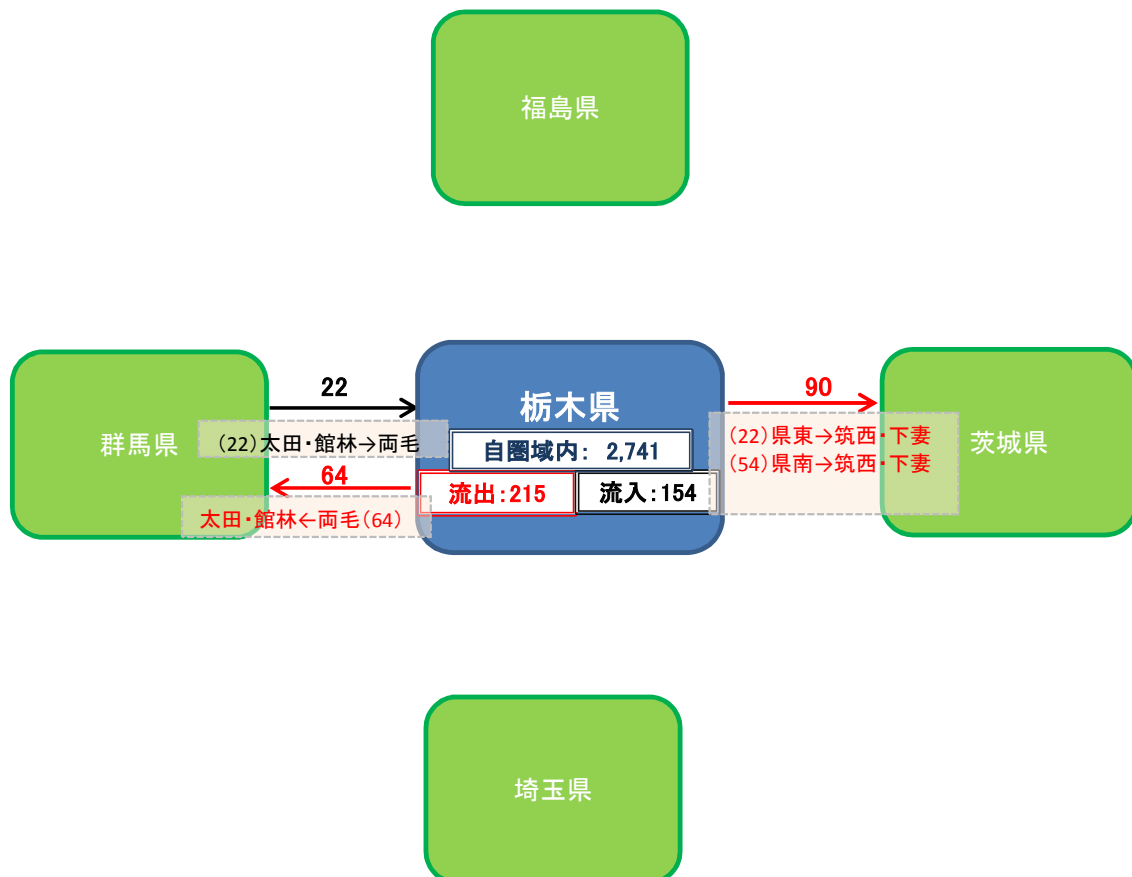 福島県
群馬県
22
(22)太田・館林→両毛
64
太田・館林←両毛(64)
栃木県
自圏域内: 2,741
流出:215
流入:154
90
(22)県東→筑西・下妻
(54)県南→筑西・下妻
茨城県
埼玉県